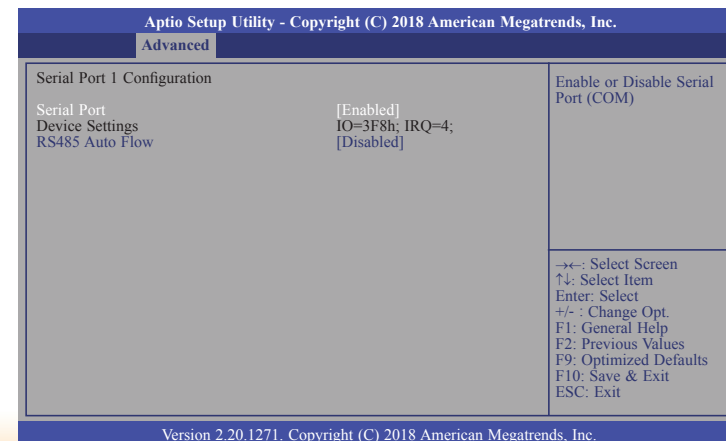 Aptio Setup Utility - Copyright (C) 2018 American Megatrends, Inc.
Advanced
Serial Port 1 Configuration
Serial Port [Enabled]
Device Settings IO=3F8h; IRQ=4;
RS485 Auto Flow [Disabled]
Enable or Disable Serial
Port (COM)
→←: Select Screen
↑↓: Select Item
Enter: Select
+/- : Change Opt.
F1: General Help
F2: Previous Values
F9: Optimized Defaults
F10: Save & Exit
ESC: Exit
Version 2.20.1271. Copyright (C) 2018 American Megatrends, Inc.